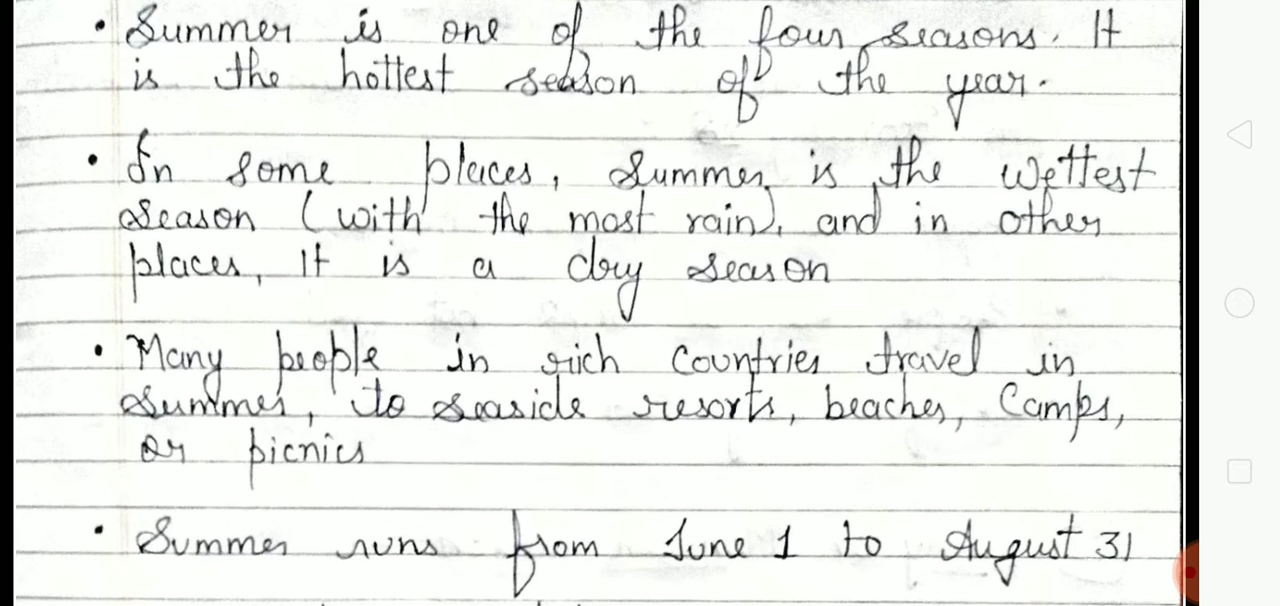 • Summer is one of the four seasons. It
is the hottest season of the year.
• In some places, Summer is the wettest
season (with the most rain), and in other
places, It is a dry season
• Many people in rich Countries travel in
summer, to seaside resorts, beaches, Camps,
or picnics
• Summer runs from June 1 to August 31